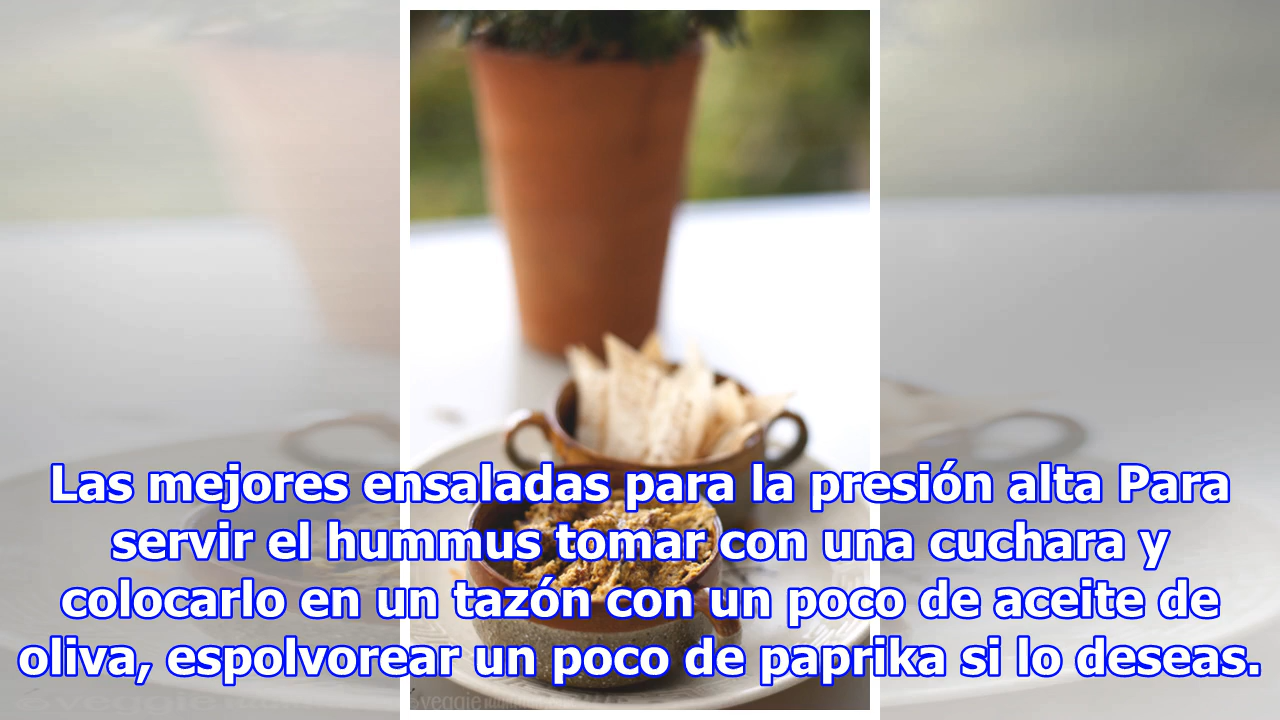 Las mejores ensaladas para la presión alta Para
servir el hummus tomar con una cuchara y
colocarlo en un tazón con un poco de aceite de
oliva, espolvorear un poco de paprika si lo deseas.
veggie